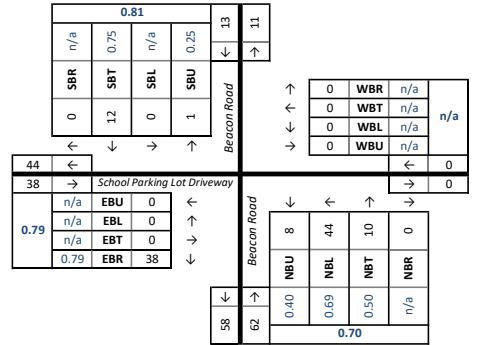 0.81
n/a 0.75 n/a 0.25
SBR SBT SBL SBU
0 12 0 1
← ↓ → ↑
13 11
↓ ↑
Beacon Road
↑ 0 WBR n/a
← 0 WBT n/a
↓ 0 WBL n/a
→ 0 WBU n/a
n/a
44 ←
← 0
38 → School Parking Lot Driveway
→ 0
0.79
n/a EBU 0 ←
n/a EBL 0 ↑
n/a EBT 0 →
0.79 EBR 38 ↓
Beacon Road
↓ ← ↑ →
8 44 10 0
NBU NBL NBT NBR
0.40 0.69 0.50 n/a
0.70
↓ ↑
58 62